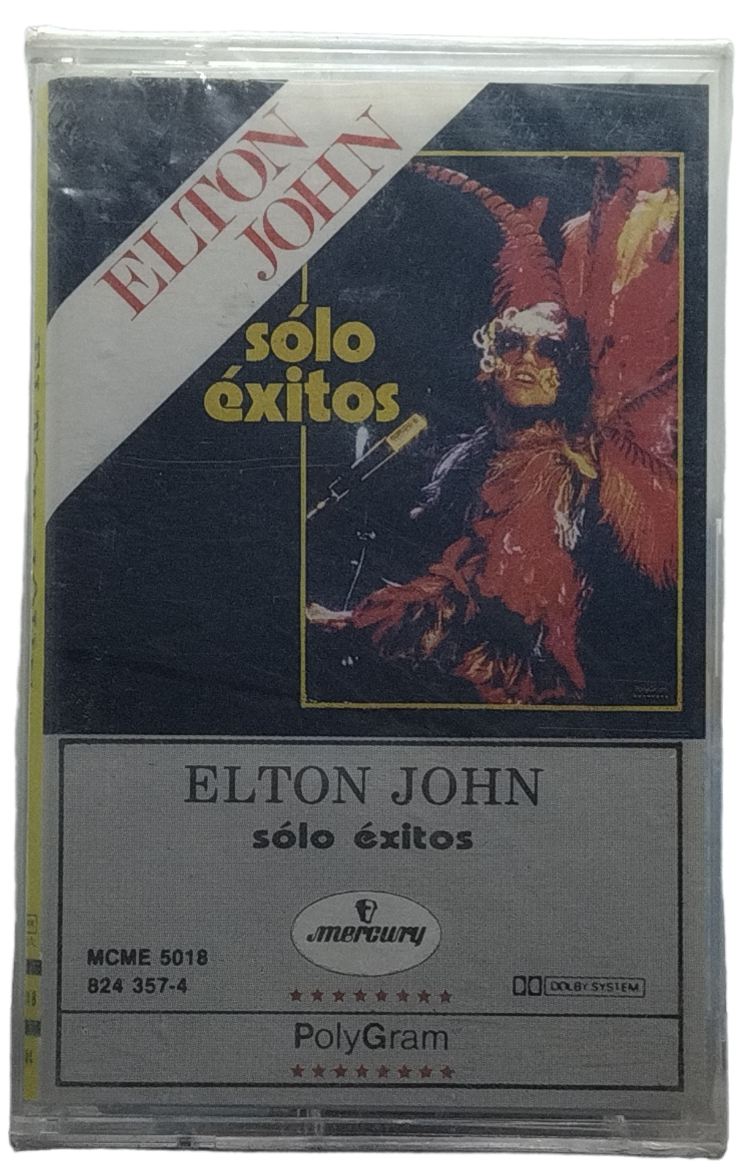 ELTON
JOHN
sólo
éxitos
ELTON JOHN
sólo éxitos
mercury
MCME 5018
824 357-4
DOLBY SYSTEM
PolyGram